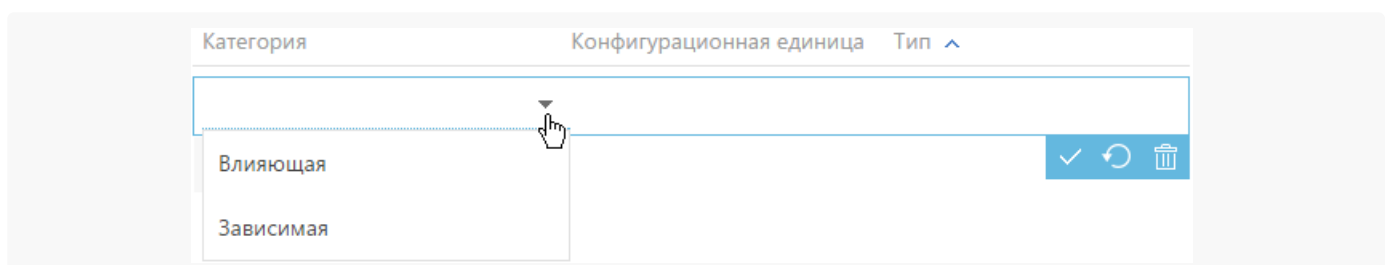 Категория Конфигурационная единица Тип
Влияющая
Зависимая